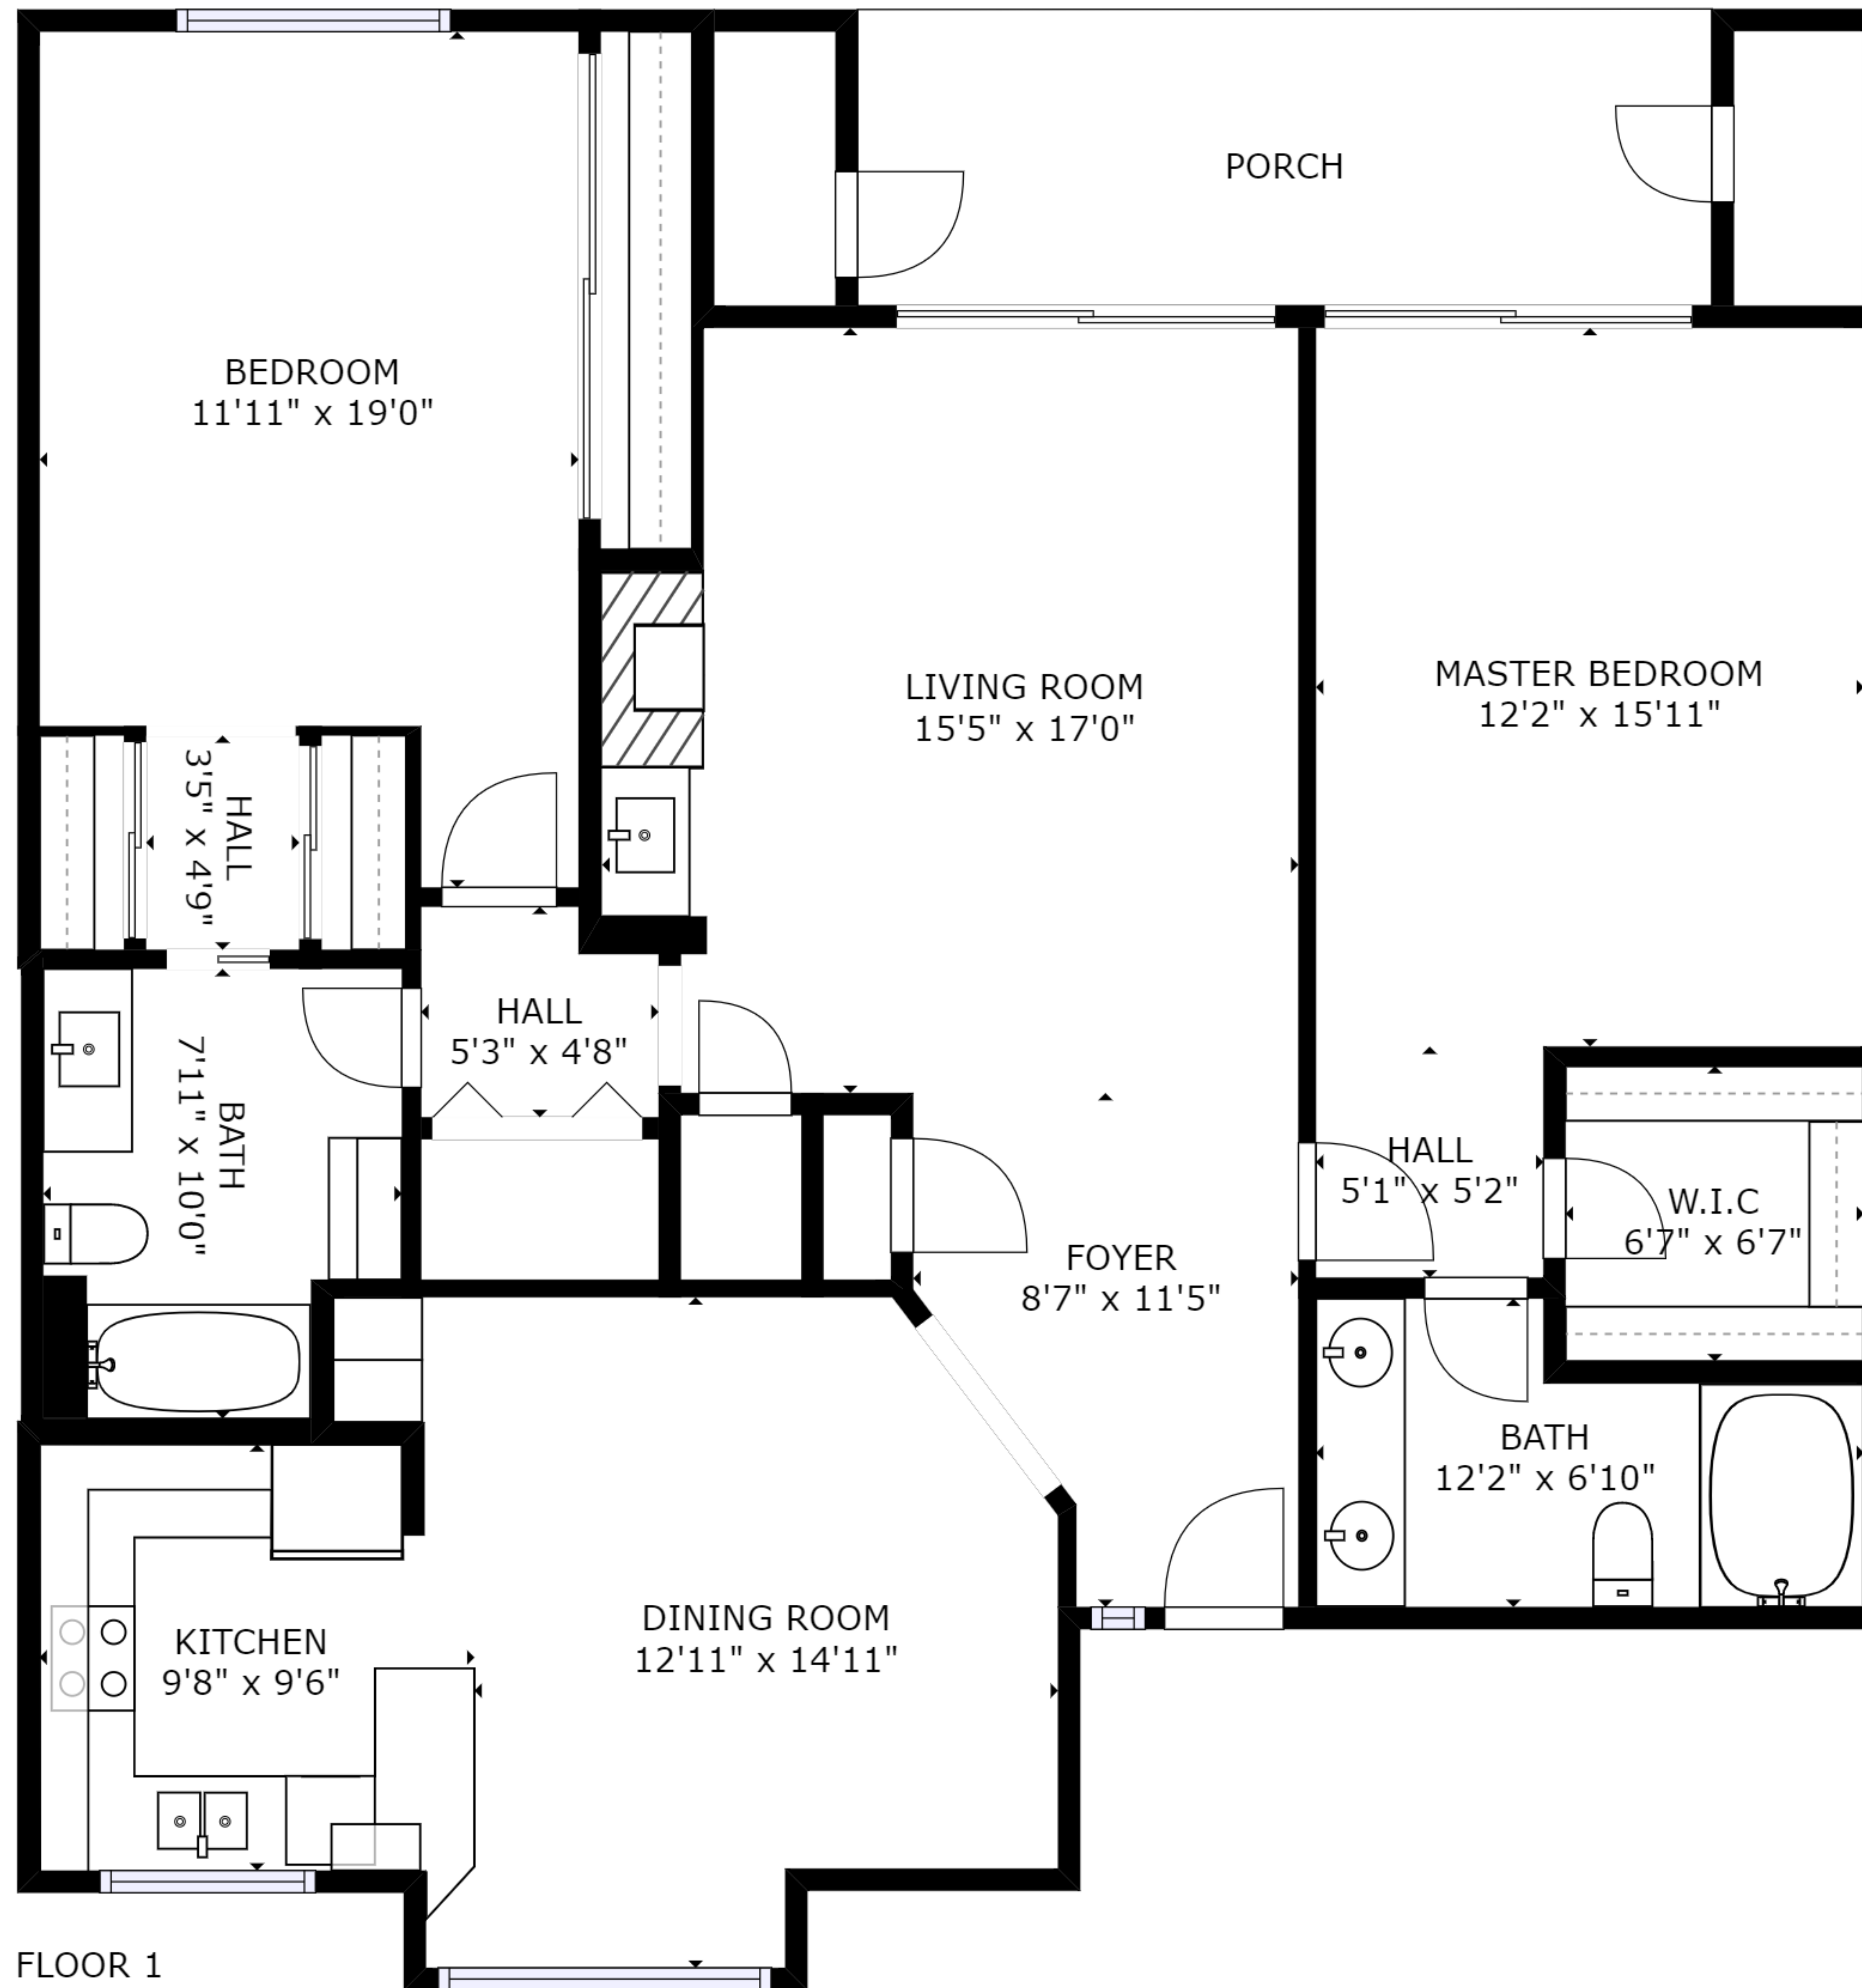 PORCH
BEDROOM
11'11" x 19'0"
LIVING ROOM
15'5" x 17'0"
MASTER BEDROOM
12'2" x 15'11"
HALL
3'5" x 4'9"
HALL
5'3" x 4'8"
BATH
7'11" x 10'0"
HALL
5'1" x 5'2"
W.I.C
6'7" x 6'7"
FOYER
8'7" x 11'5"
BATH
12'2" x 6'10"
DINING ROOM
12'11" x 14'11"
KITCHEN
9'8" x 9'6"
FLOOR 1